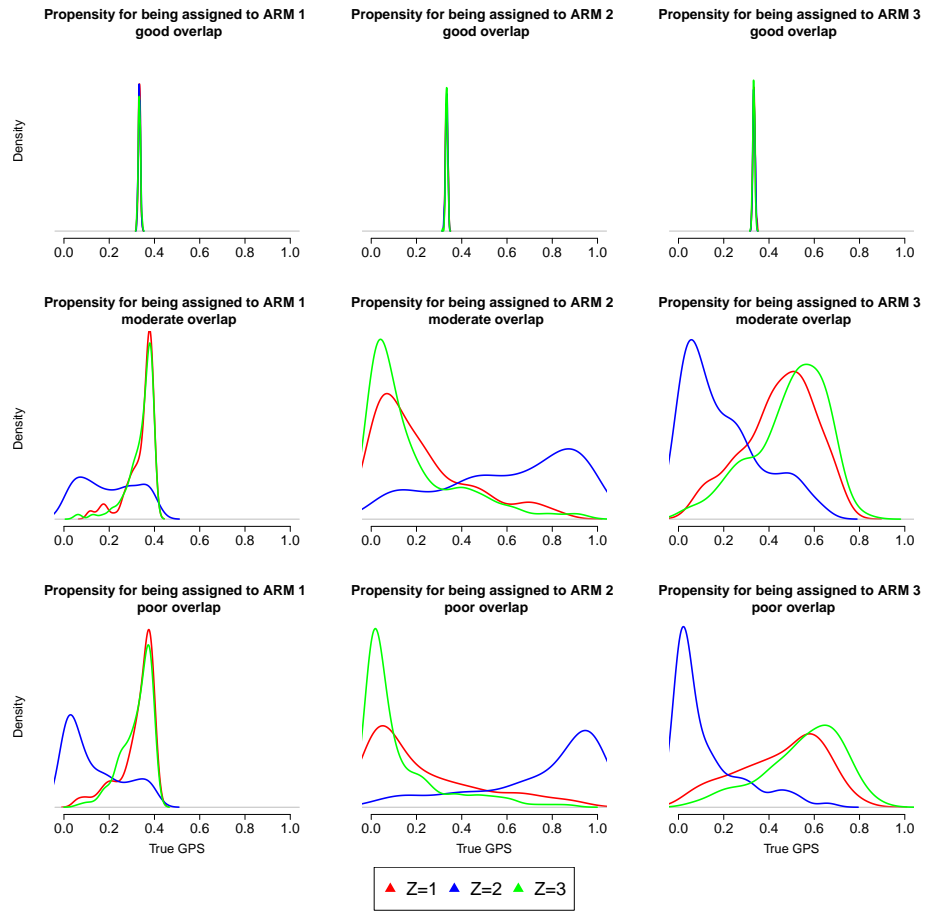 Propensity for being assigned to ARM 1
good overlap
Propensity for being assigned to ARM 2
good overlap
Propensity for being assigned to ARM 3
good overlap
Density
0.0 0.2 0.4 0.6 0.8 1.0
0.0 0.2 0.4 0.6 0.8 1.0
0.0 0.2 0.4 0.6 0.8 1.0
Propensity for being assigned to ARM 1
moderate overlap
Propensity for being assigned to ARM 2
moderate overlap
Propensity for being assigned to ARM 3
moderate overlap
Density
0.0 0.2 0.4 0.6 0.8 1.0
0.0 0.2 0.4 0.6 0.8 1.0
0.0 0.2 0.4 0.6 0.8 1.0
Propensity for being assigned to ARM 1
poor overlap
Propensity for being assigned to ARM 2
poor overlap
Propensity for being assigned to ARM 3
poor overlap
Density
0.0 0.2 0.4 0.6 0.8 1.0
True GPS
0.0 0.2 0.4 0.6 0.8 1.0
True GPS
0.0 0.2 0.4 0.6 0.8 1.0
True GPS
Z=1 Z=2 Z=3